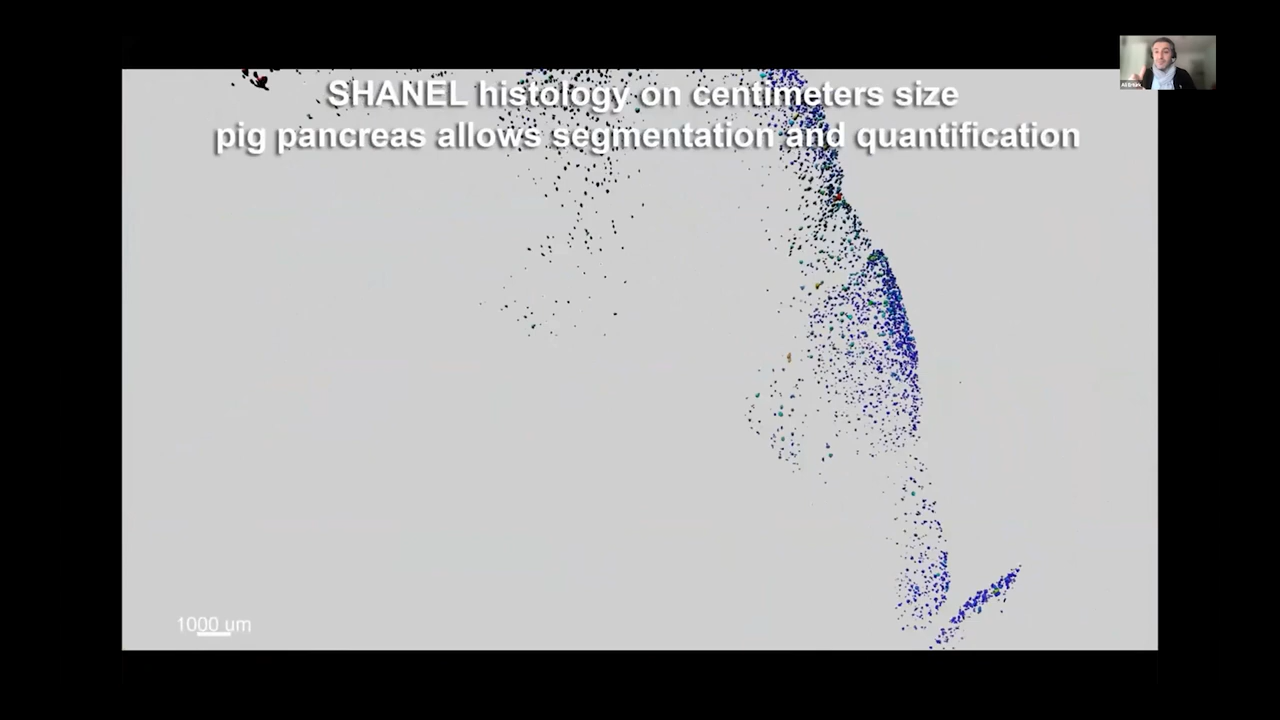 SHANEL histology on centimeters size
pig pancreas allows segmentation and quantification
1000 um